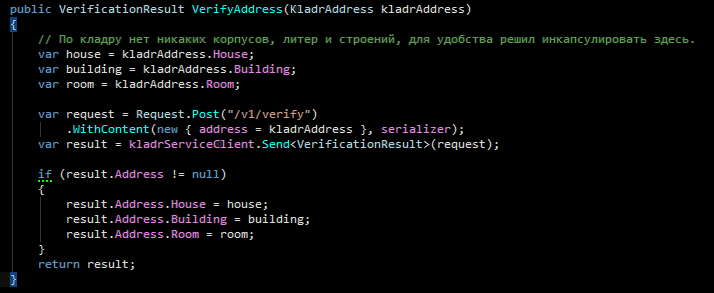 public VerificationResult VerifyAddress(KladrAddress kladrAddress)
{
// По кладру нет никаких корпусов, литер и строений, для удобства решил инкапсулировать здесь.
var house = kladrAddress.House;
var building = kladrAddress.Building;
var room = kladrAddress.Room;
var request = Request.Post("/v1/verify")
.WithContent(new { address = kladrAddress }, serializer);
var result = kladrServiceClient.Send<VerificationResult>(request);
if (result.Address != null)
{
result.Address.House = house;
result.Address.Building = building;
result.Address.Room = room;
}
return result;
}